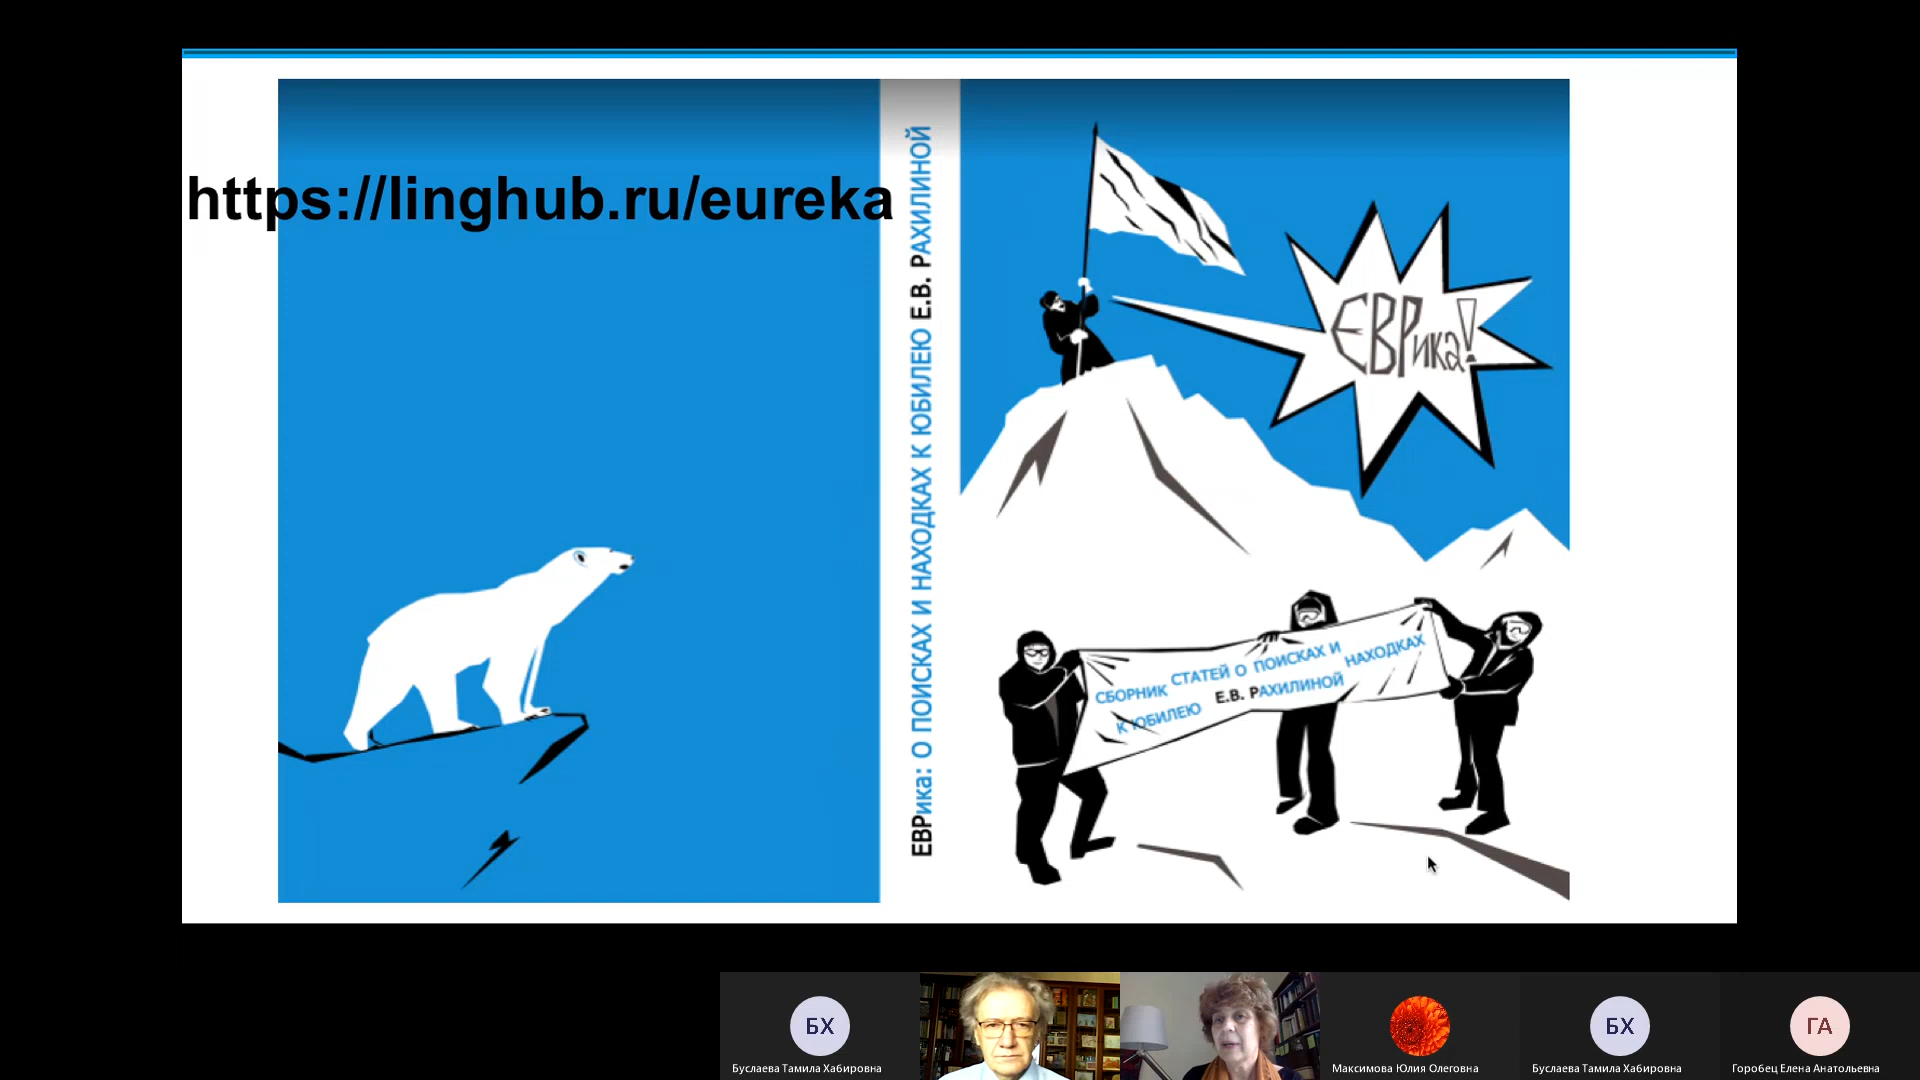 https://linghub.ru/eureka
ЕВРика: О ПОИСКАХ И НАХОДКАХ К ЮБИЛЕЮ Е.В. РАХИЛИНОЙ
ЕВРика!
СБОРНИК СТАТЕЙ О ПОИСКАХ И НАХОДКАХ
К ЮБИЛЕЮ Е.В. РАХИЛИНОЙ
БХ
БХ
ГА
Буслаева Тамила Хабировна
Максимова Юлия Олеговна
Буслаева Тамила Хабировна
Горобец Елена Анатольевна